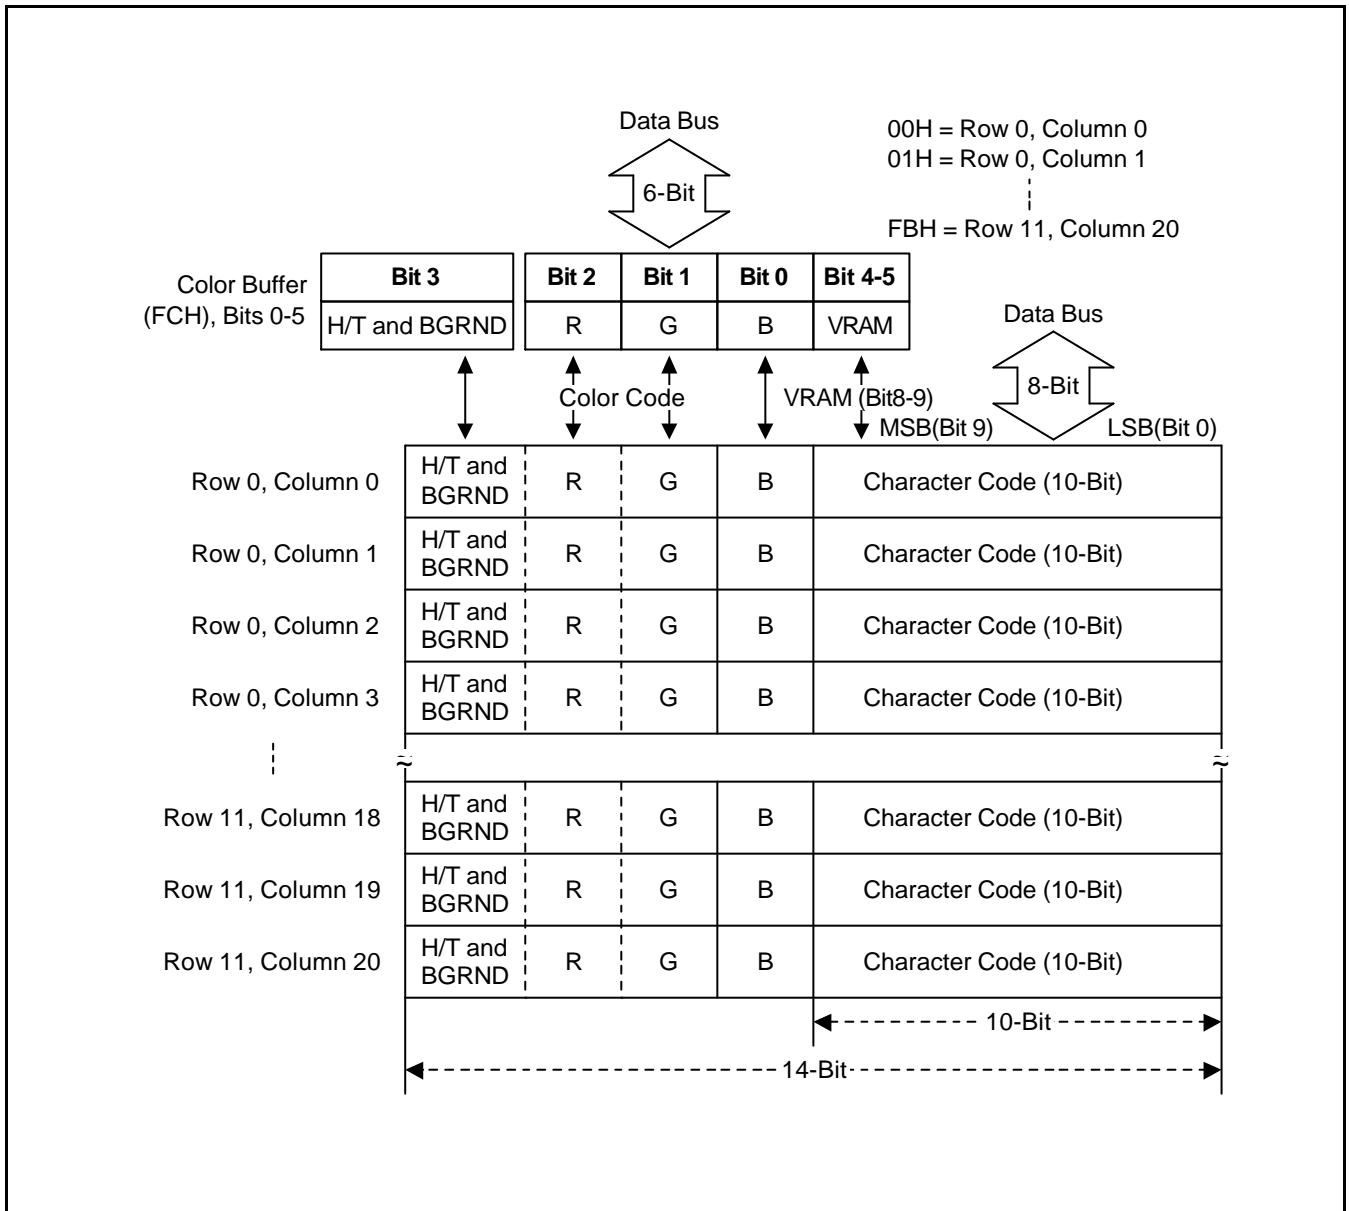 Data Bus
6-Bit
00H = Row 0, Column 0
01H = Row 0, Column 1
FBH = Row 11, Column 20
Color Buffer
(FCH), Bits 0-5
Bit 3 Bit 2 Bit 1 Bit 0 Bit 4-5
H/T and BGRND R G B VRAM
Data Bus
8-Bit
Color Code
VRAM (Bit8-9)
MSB(Bit 9)
LSB(Bit 0)
Row 0, Column 0
H/T and
BGRND
R G B Character Code (10-Bit)
Row 0, Column 1
H/T and
BGRND
R G B Character Code (10-Bit)
Row 0, Column 2
H/T and
BGRND
R G B Character Code (10-Bit)
Row 0, Column 3
H/T and
BGRND
R G B Character Code (10-Bit)
≈ ≈
Row 11, Column 18
H/T and
BGRND
R G B Character Code (10-Bit)
Row 11, Column 19
H/T and
BGRND
R G B Character Code (10-Bit)
Row 11, Column 20
H/T and
BGRND
R G B Character Code (10-Bit)
10-Bit
14-Bit